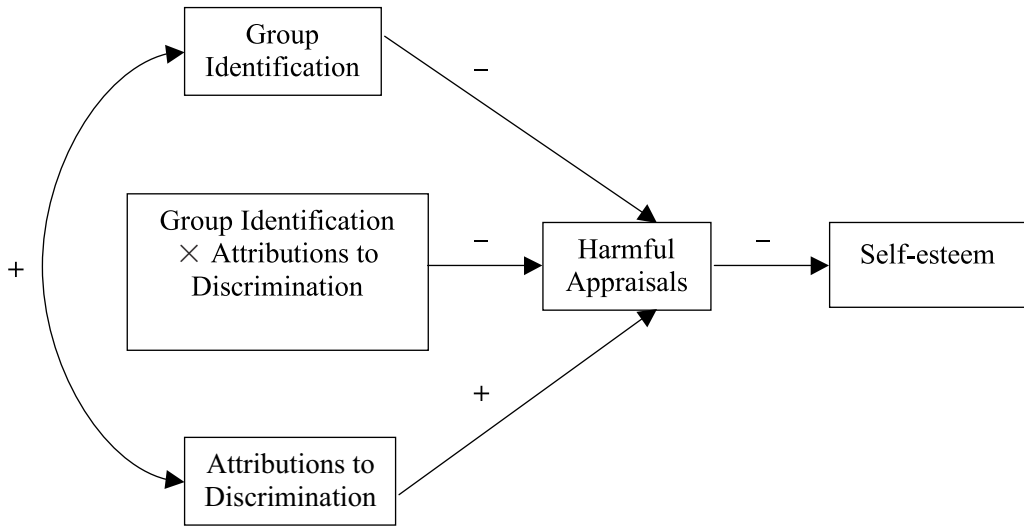 Group
Identification
–
Group Identification
× Attributions to
Discrimination
+
–
Harmful
Appraisals
–
Self-esteem
+
Attributions to
Discrimination